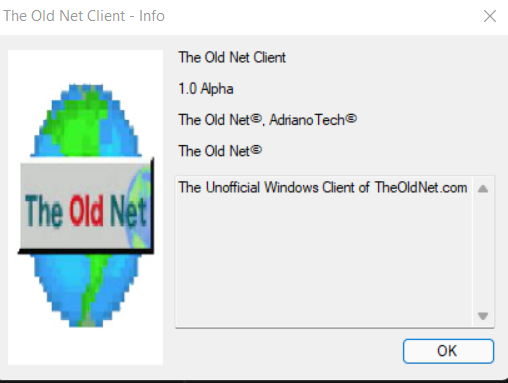 The Old Net Client - Info
The Old Net Client
1.0 Alpha
The Old Net©, AdrianoTech©
The Old Net©
The Old Net
The Unofficial Windows Client of TheOldNet.com
OK